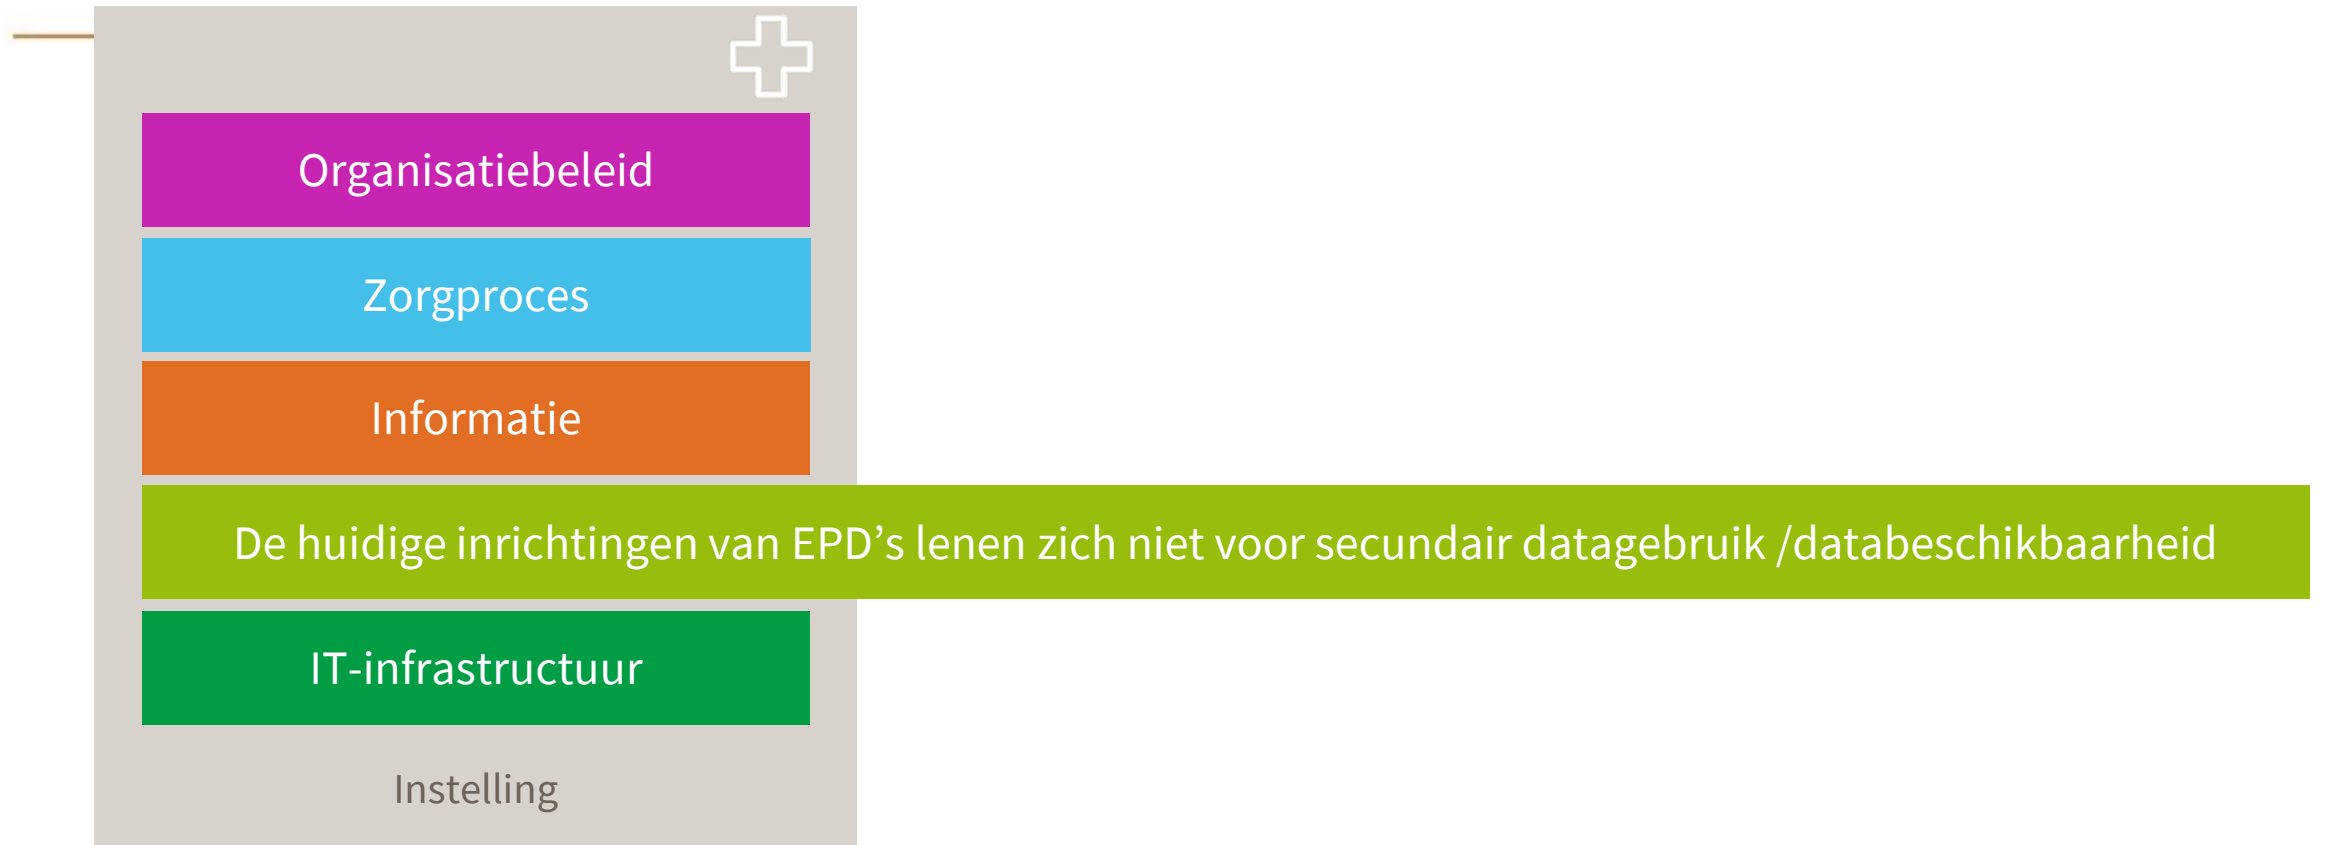 Organisatiebeleid
Zorgproces
Informatie
De huidige inrichtingen van EPD’s lenen zich niet voor secundair datagebruik /databeschikbaarheid
IT-infrastructuur
Instelling